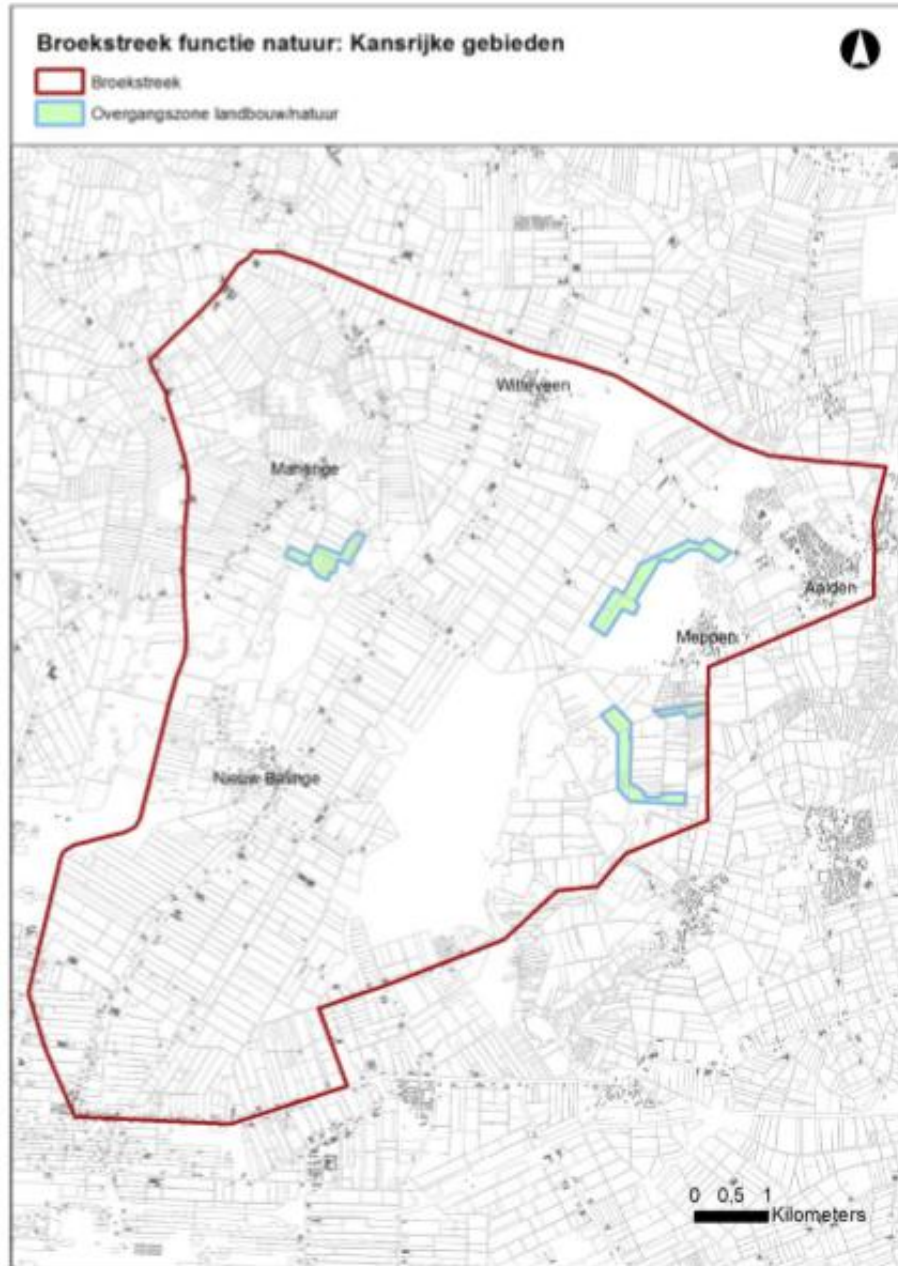 Broekstreek functie natuur: Kansrijke gebieden
Broekstreek
Overgangszone landbouw/natuur
Witteveen
Mantinge
Aalden
Meppen
Nieuw-Balinge
0 0,5 1
Kilometers